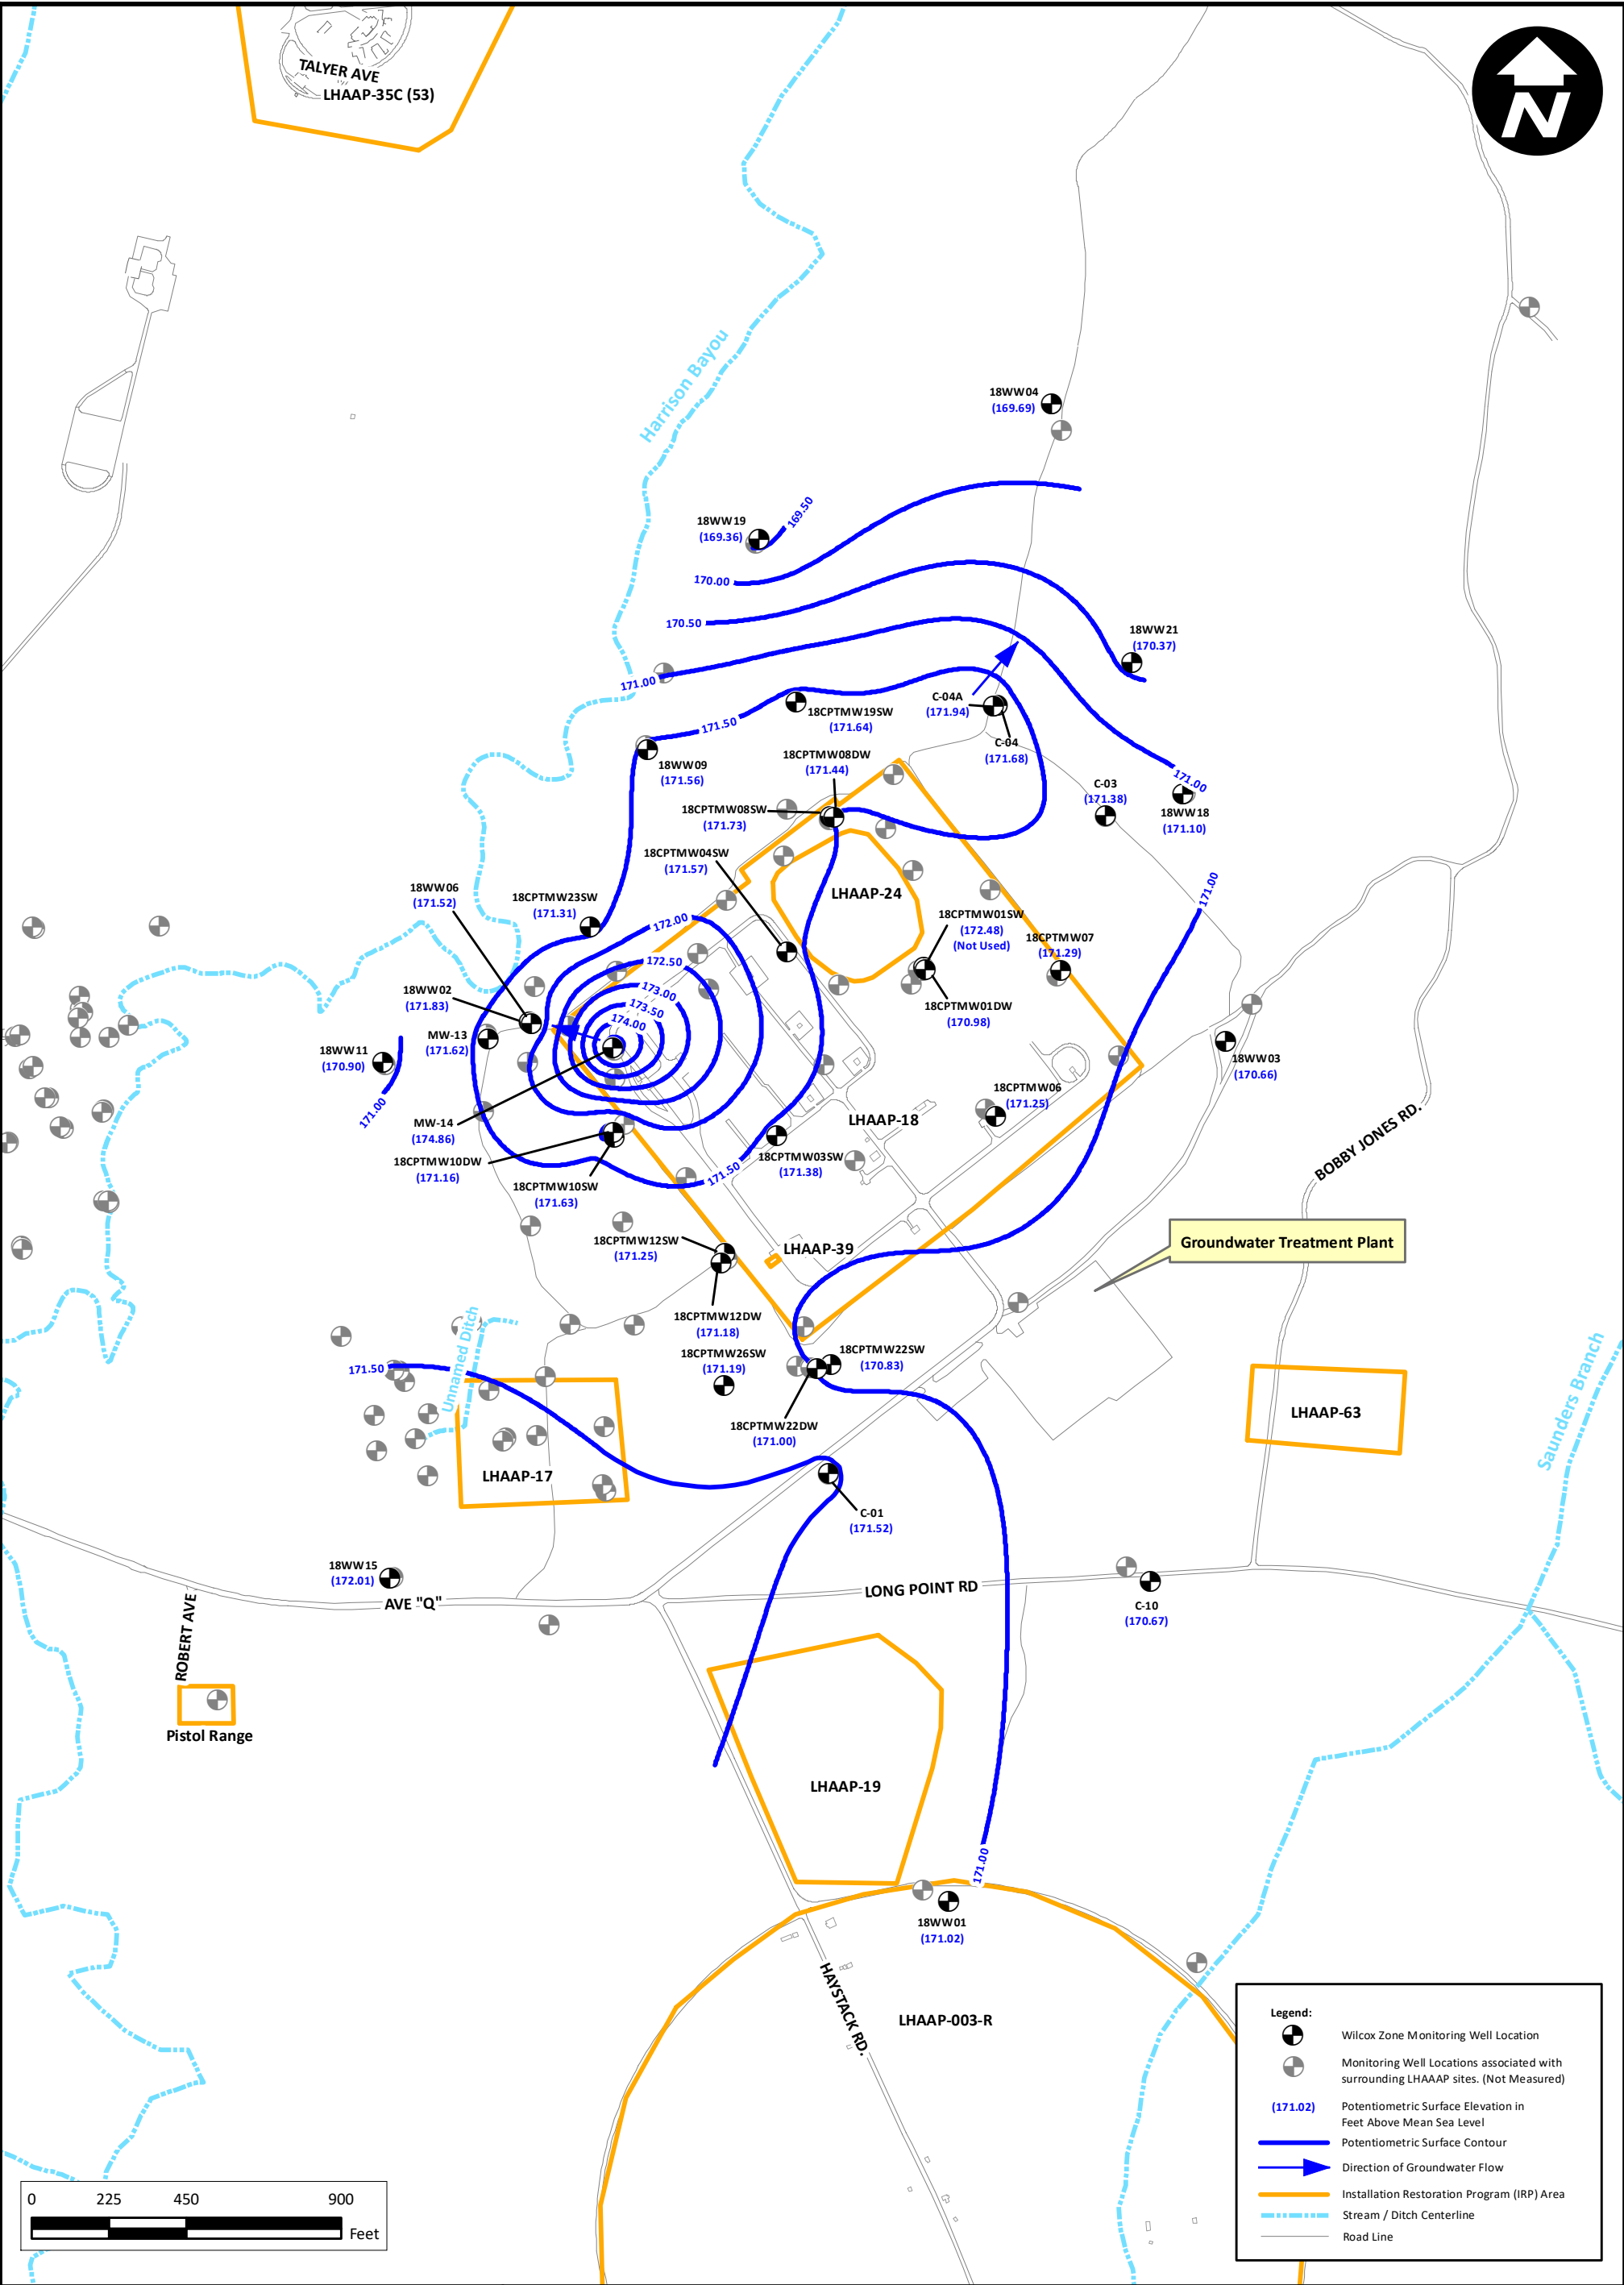 TALYER AVE
LHAAP-35C (53)
N
Harrison Bayou
18WW04
(169.69)
18WW19
(169.36)
169.50
170.00
170.50
18WW21
(170.37)
171.00
C-04A
(171.94)
18CPTMW19SW
(171.64)
171.50
C-04
(171.68)
18CPTMW08DW
(171.44)
18WW09
(171.56)
171.00
C-03
(171.38)
18WW18
(171.10)
18CPTMW08SW
(171.73)
18CPTMW04SW
(171.57)
LHAAP-24
171.00
18WW06
(171.52)
18CPTMW23SW
(171.31)
172.00
18CPTMW01SW
(172.48)
(Not Used)
18CPTMW07
(171.29)
172.50
18WW02
(171.83)
173.00
173.50
174.00
18CPTMW01DW
(170.98)
MW-13
(171.62)
18WW11
(170.90)
18WW03
(170.66)
171.00
18CPTMW06
(171.25)
MW-14
(174.86)
LHAAP-18
BOBBY JONES RD.
18CPTMW10DW
(171.16)
18CPTMW03SW
(171.38)
171.50
18CPTMW10SW
(171.63)
18CPTMW12SW
(171.25)
LHAAP-39
Groundwater Treatment Plant
18CPTMW12DW
(171.18)
18CPTMW26SW
(171.19)
18CPTMW22SW
(170.83)
171.50
Unnamed Ditch
18CPTMW22DW
(171.00)
LHAAP-63
Saunders Branch
LHAAP-17
C-01
(171.52)
18WW15
(172.01)
AVE "Q"
LONG POINT RD
C-10
(170.67)
ROBERT AVE
Pistol Range
LHAAP-19
171.00
18WW01
(171.02)
HAYSTACK RD.
LHAAP-003-R
Legend:
Wilcox Zone Monitoring Well Location
Monitoring Well Locations associated with
surrounding LHAAAP sites. (Not Measured)
(171.02)
Potentiometric Surface Elevation in
Feet Above Mean Sea Level
Potentiometric Surface Contour
Direction of Groundwater Flow
Installation Restoration Program (IRP) Area
Stream / Ditch Centerline
Road Line
0 225 450 900
Feet